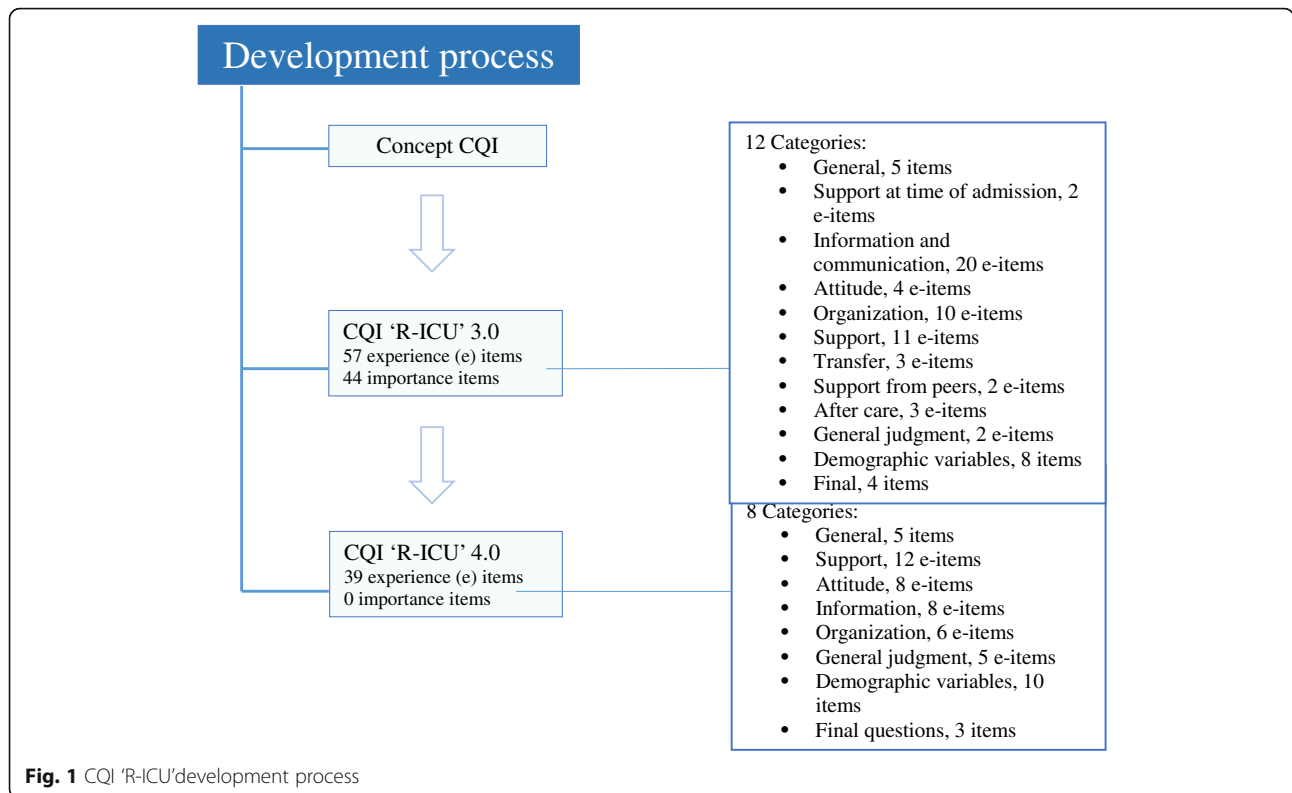 Development process
Concept CQI
CQI ‘R-ICU’ 3.0
57 experience (e) items
44 importance items
CQI ‘R-ICU’ 4.0
39 experience (e) items
0 importance items
12 Categories:
• General, 5 items
• Support at time of admission, 2
e-items
• Information and
communication, 20 e-items
• Attitude, 4 e-items
• Organization, 10 e-items
• Support, 11 e-items
• Transfer, 3 e-items
• Support from peers, 2 e-items
• After care, 3 e-items
• General judgment, 2 e-items
• Demographic variables, 8 items
• Final, 4 items
8 Categories:
• General, 5 items
• Support, 12 e-items
• Attitude, 8 e-items
• Information, 8 e-items
• Organization, 6 e-items
• General judgment, 5 e-items
• Demographic variables, 10
items
• Final questions, 3 items
Fig. 1 CQI ‘R-ICU’development process